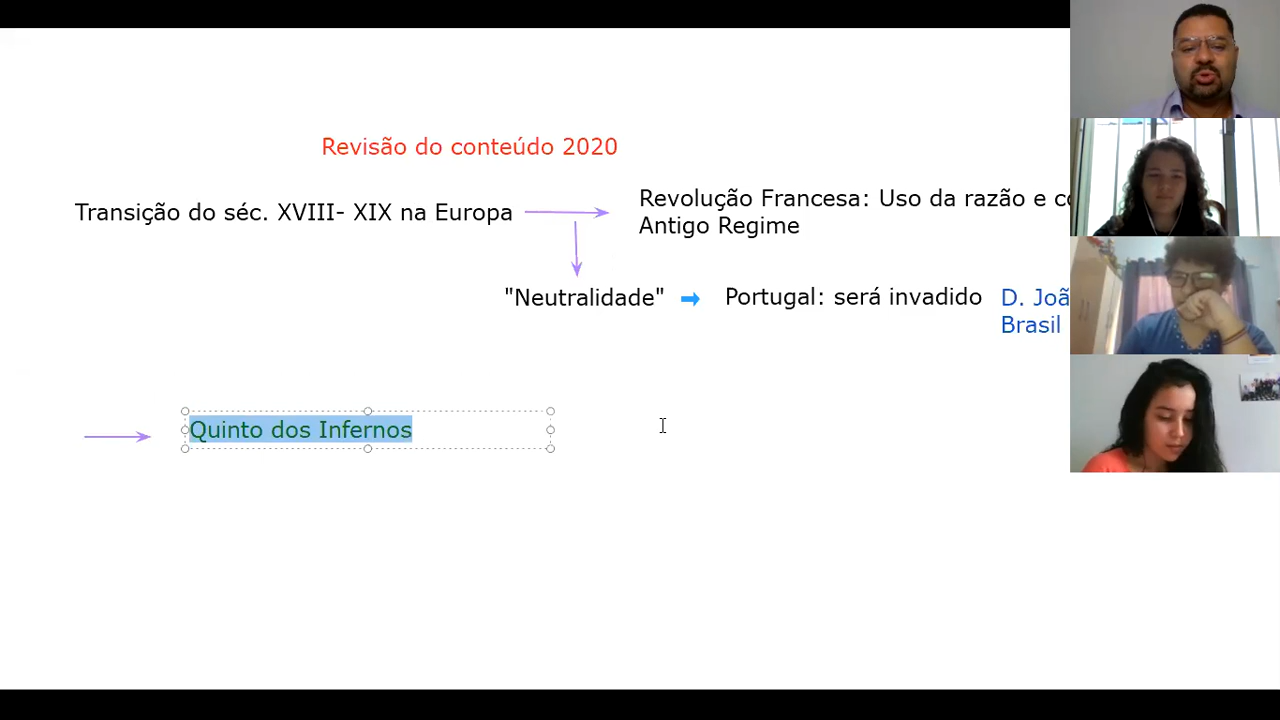 Revisão do conteúdo 2020
Transição do séc. XVIII- XIX na Europa
Revolução Francesa: Uso da razão e
Antigo Regime
"Neutralidade"
Portugal: será invadido
D.
Brasil
Quinto dos Infernos